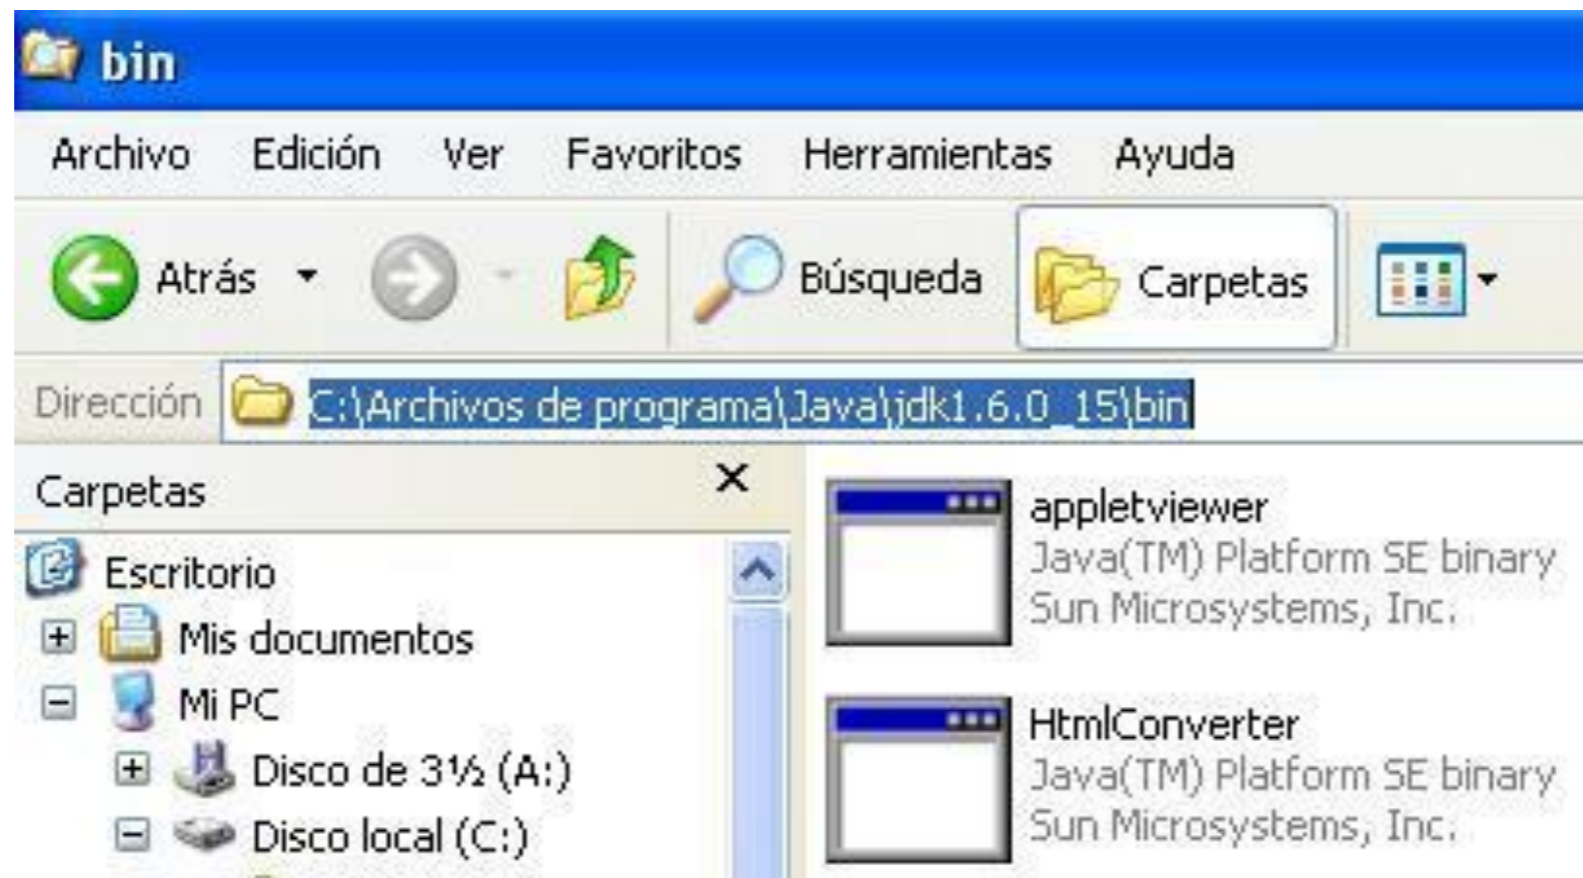 bin
Archivo Edición Ver Favoritos Herramientas Ayuda
Atrás Búsqueda Carpetas
Dirección C:\Archivos de programa\Java\jdk1.6.0_15\bin
Carpetas
Escritorio
Mis documentos
Mi PC
Disco de 3½ (A:)
Disco local (C:)
appletviewer
Java(TM) Platform SE binary
Sun Microsystems, Inc.
HtmlConverter
Java(TM) Platform SE binary
Sun Microsystems, Inc.